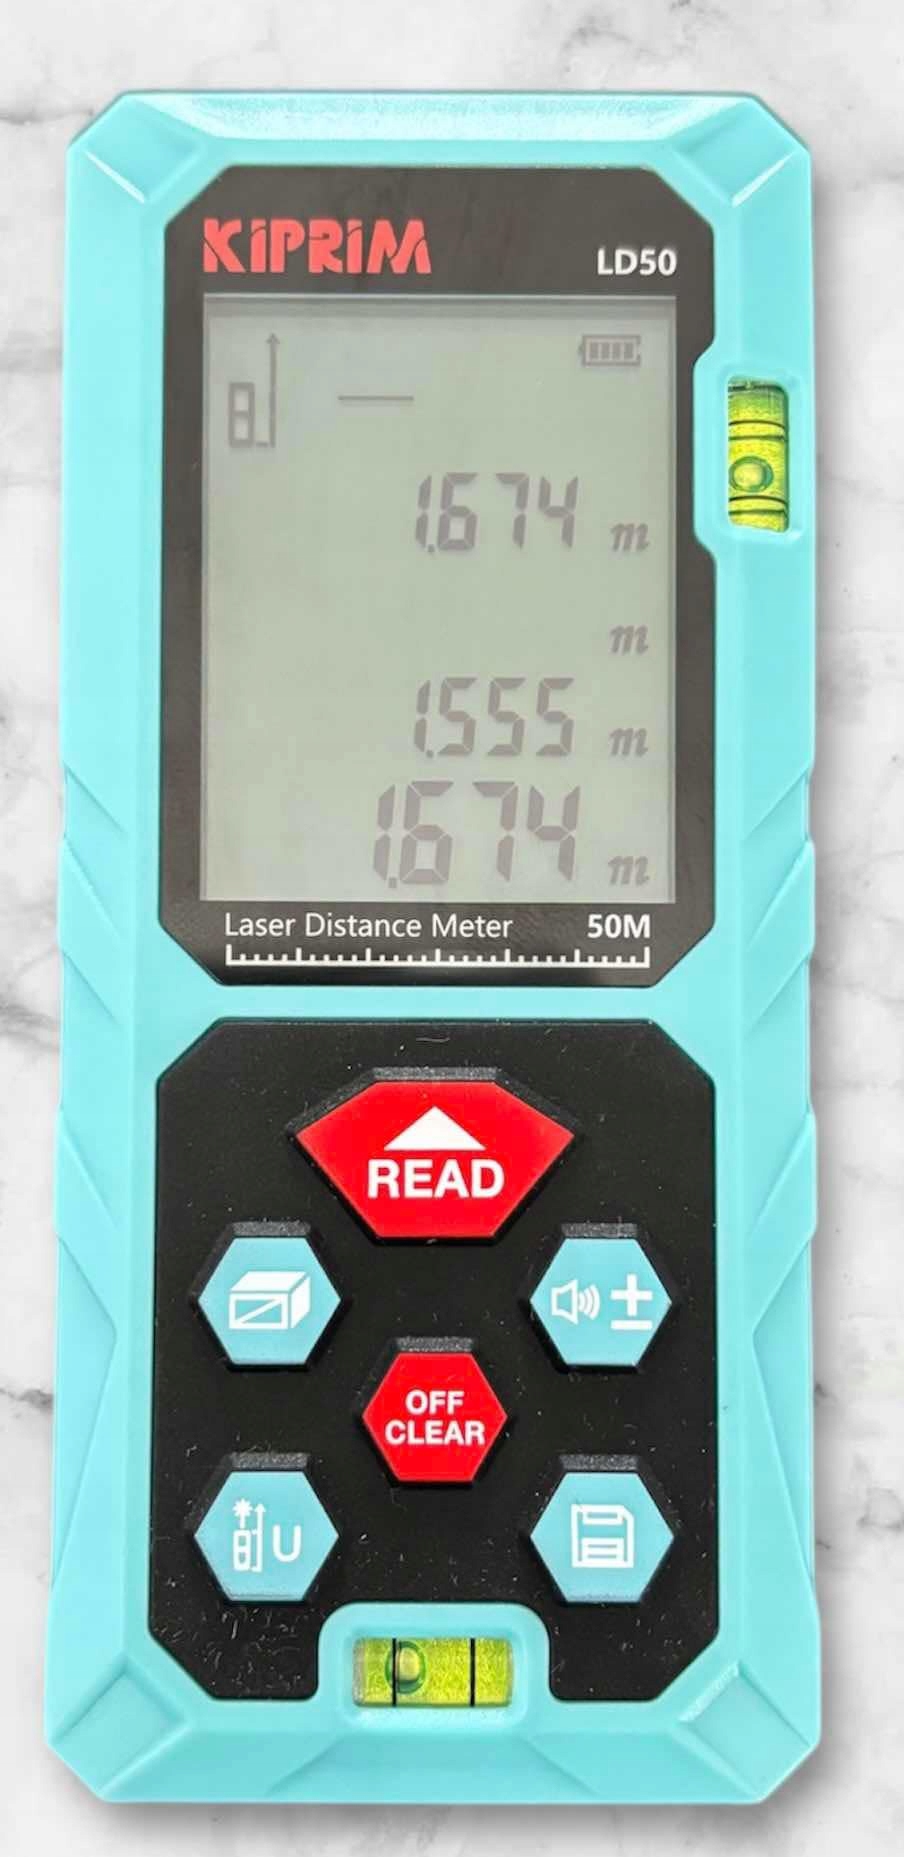 KiPRiM
LD50
1.674 m
m
1.555 m
1.674 m
Laser Distance Meter 50M
READ
±
OFF
CLEAR
U